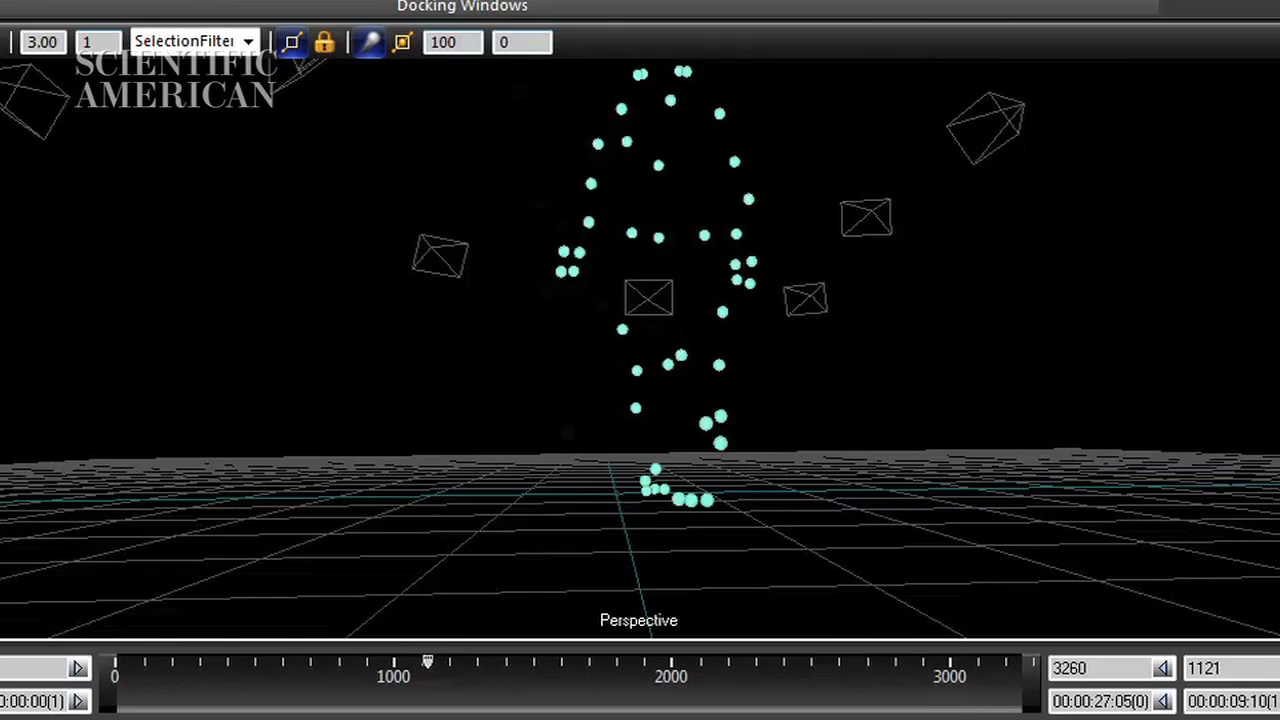 Docking Windows
3.00 1 SelectionFilter 100 0
SCIENTIFIC
AMERICAN
Perspective
0 1000 2000 3000 3260 1121
00:00:27:05(0)